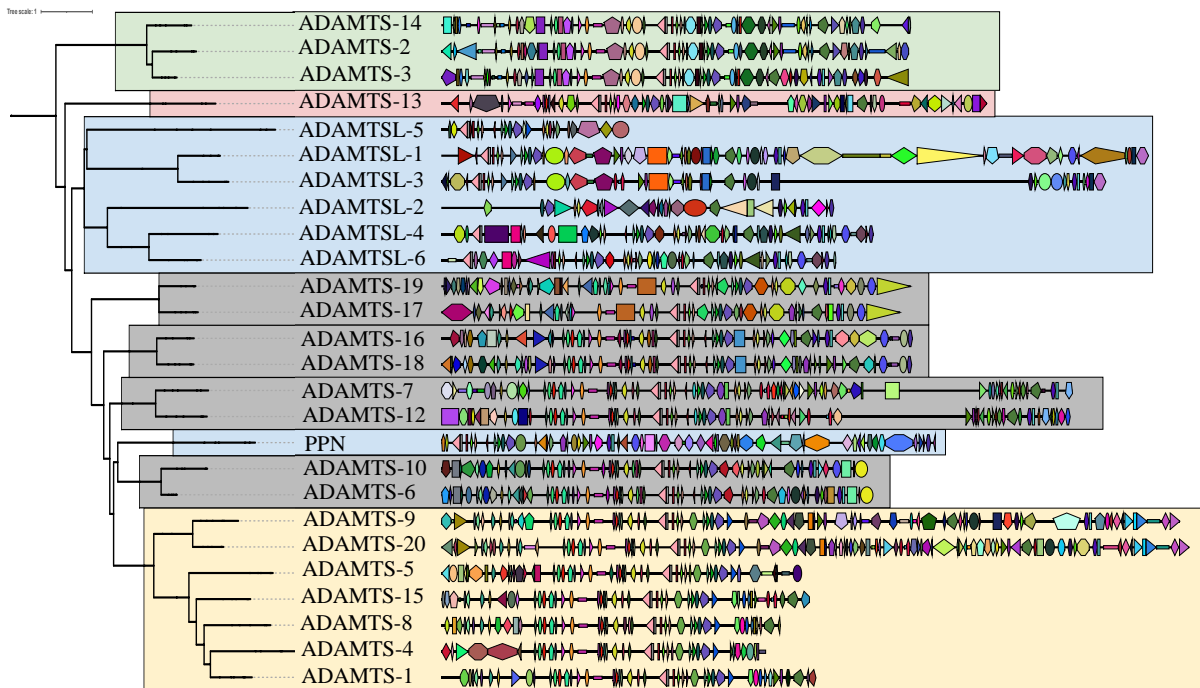 Tree scale: 1
ADAMTS-14
ADAMTS-2
ADAMTS-3
ADAMTS-13
ADAMTSL-5
ADAMTSL-1
ADAMTSL-3
ADAMTSL-2
ADAMTSL-4
ADAMTSL-6
ADAMTS-19
ADAMTS-17
ADAMTS-16
ADAMTS-18
ADAMTS-7
ADAMTS-12
PPN
ADAMTS-10
ADAMTS-6
ADAMTS-9
ADAMTS-20
ADAMTS-5
ADAMTS-15
ADAMTS-8
ADAMTS-4
ADAMTS-1